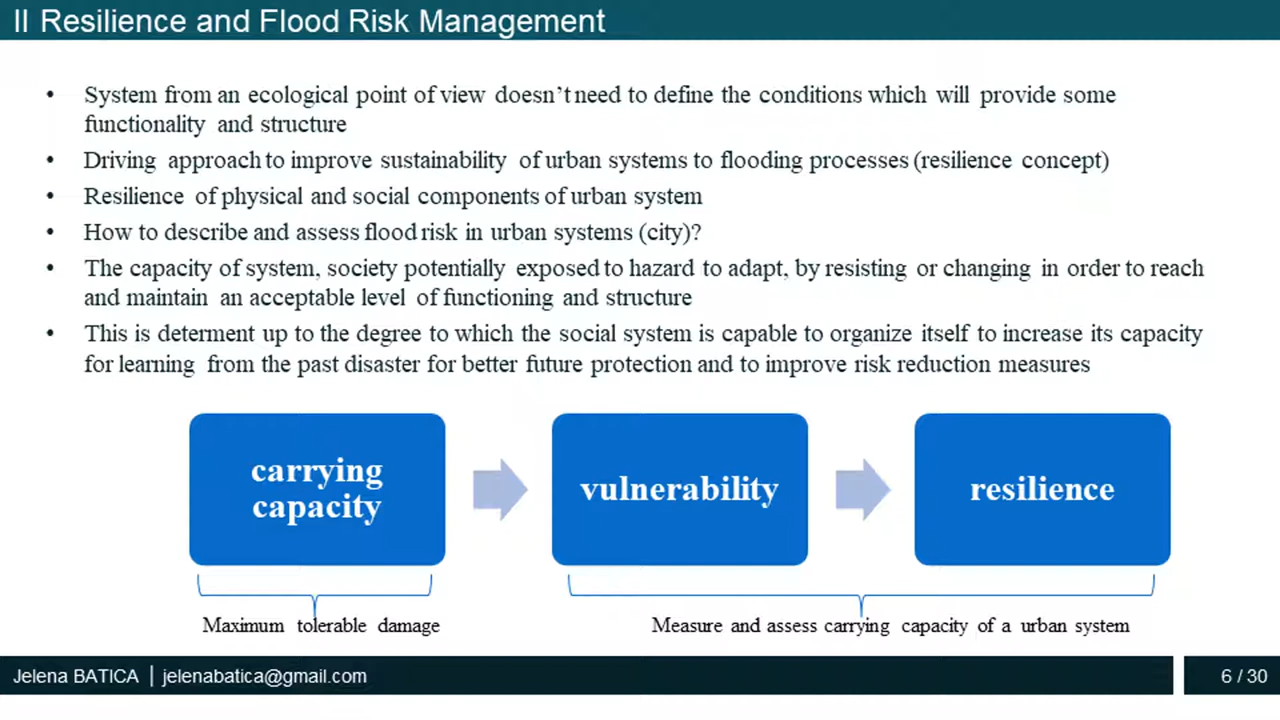 II Resilience and Flood Risk Management
• System from an ecological point of view doesn't need to define the conditions which will provide some
functionality and structure
• Driving approach to improve sustainability of urban systems to flooding processes (resilience concept)
• Resilience of physical and social components of urban system
• How to describe and assess flood risk in urban systems (city)?
• The capacity of system, society potentially exposed to hazard to adapt, by resisting or changing in order to reach
and maintain an acceptable level of functioning and structure
• This is determent up to the degree to which the social system is capable to organize itself to increase its capacity
for learning from the past disaster for better future protection and to improve risk reduction measures
carrying
capacity
vulnerability
resilience
Maximum tolerable damage
Measure and assess carrying capacity of a urban system
Jelena BATICA | jelenabatica@gmail.com
6 / 30